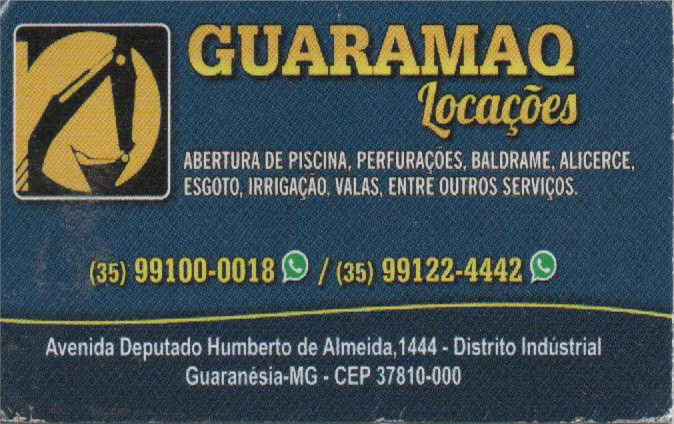 GUARAMAQ
Locações
ABERTURA DE PISCINA, PERFURAÇÕES, BALDRAME, ALICERCE,
ESGOTO, IRRIGAÇÃO, VALAS, ENTRE OUTROS SERVIÇOS.
(35) 99100-0018 / (35) 99122-4442
Avenida Deputado Humberto de Almeida,1444 - Distrito Indústrial
Guaranésia-MG - CEP 37810-000